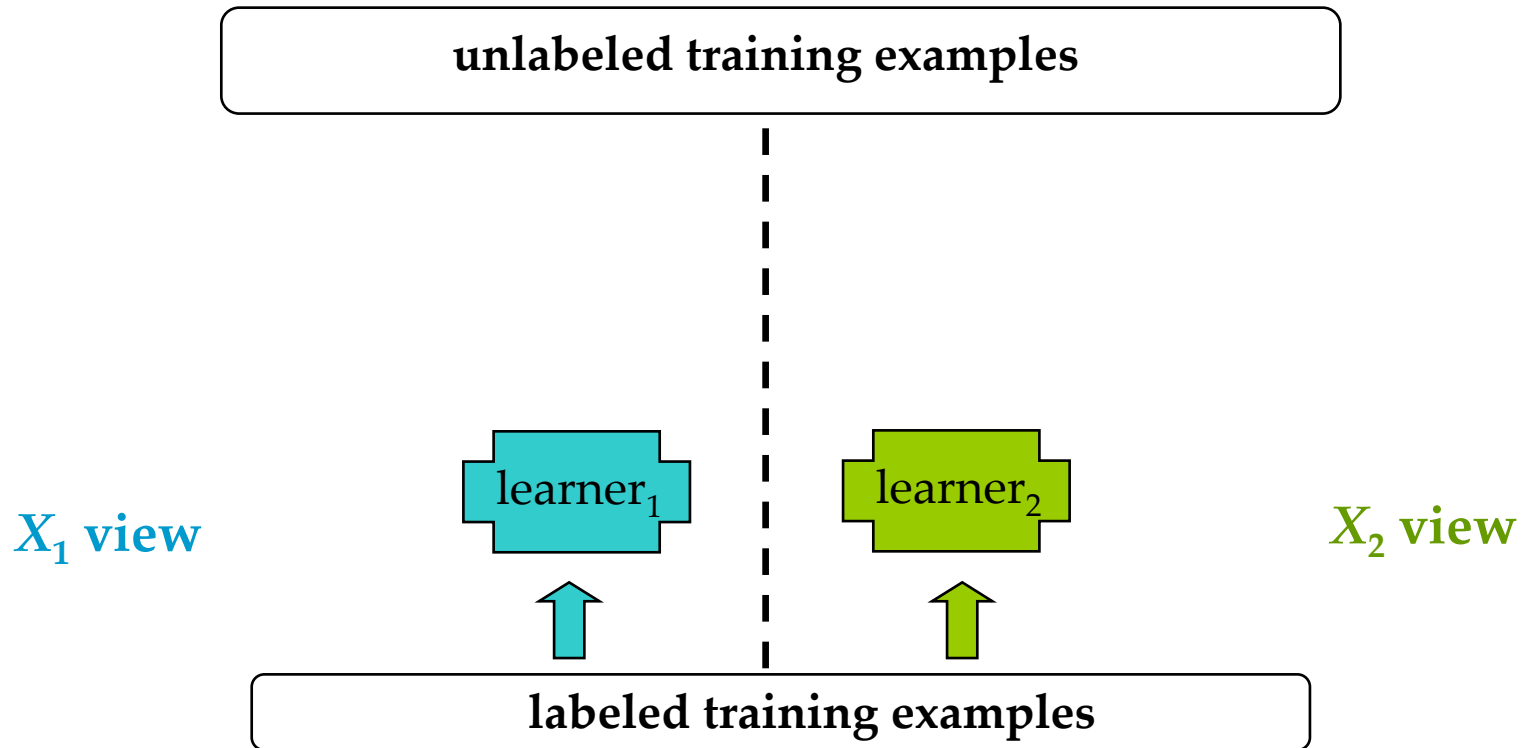 unlabeled training examples
learner₁
learner₂
X₁ view
X₂ view
labeled training examples